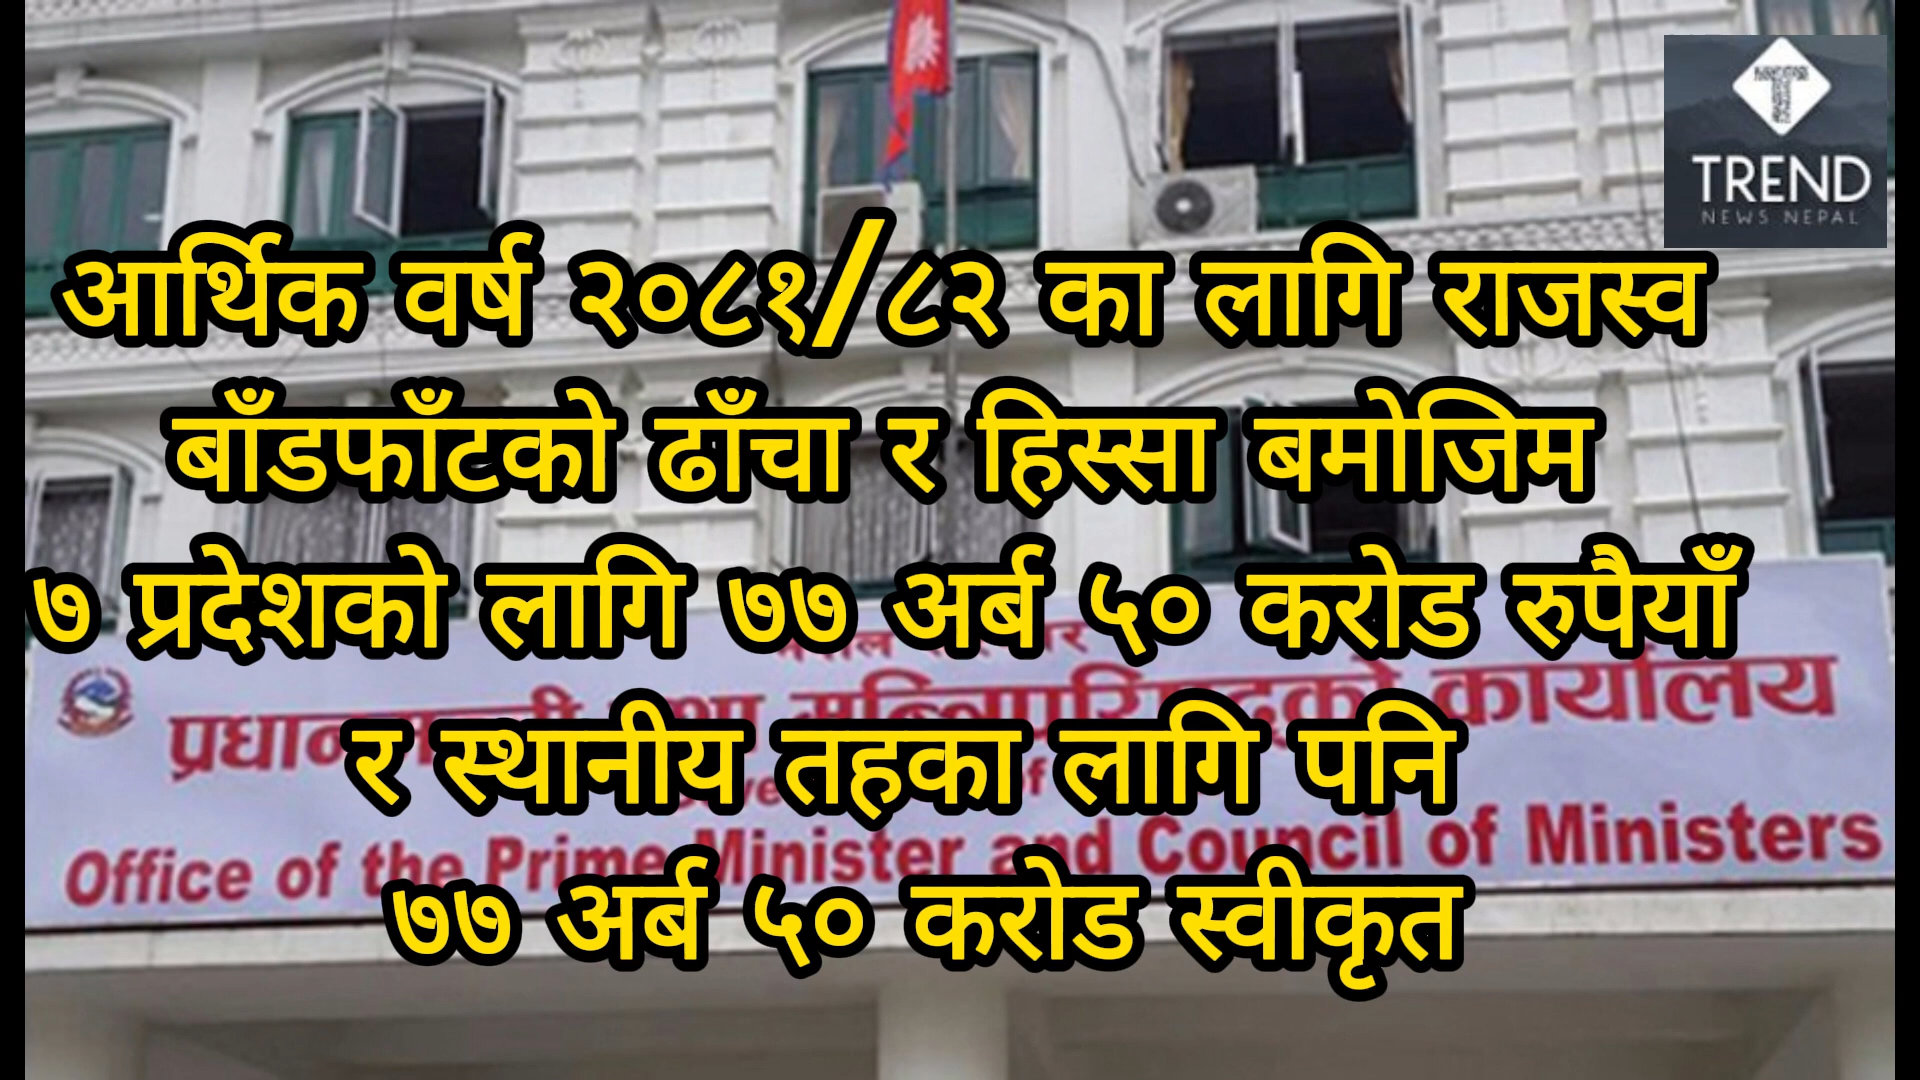 TREND
NEWS NEPAL
आर्थिक वर्ष २०८१/८२ का लागि राजस्व
बाँडफाँटको ढाँचा र हिस्सा बमोजिम
७ प्रदेशको लागि ७७ अर्ब ५० करोड रुपैयाँ
र स्थानीय तहका लागि पनि
७७ अर्ब ५० करोड स्वीकृत
कार्यालय
Office of the Prime Minister and Council of Ministers